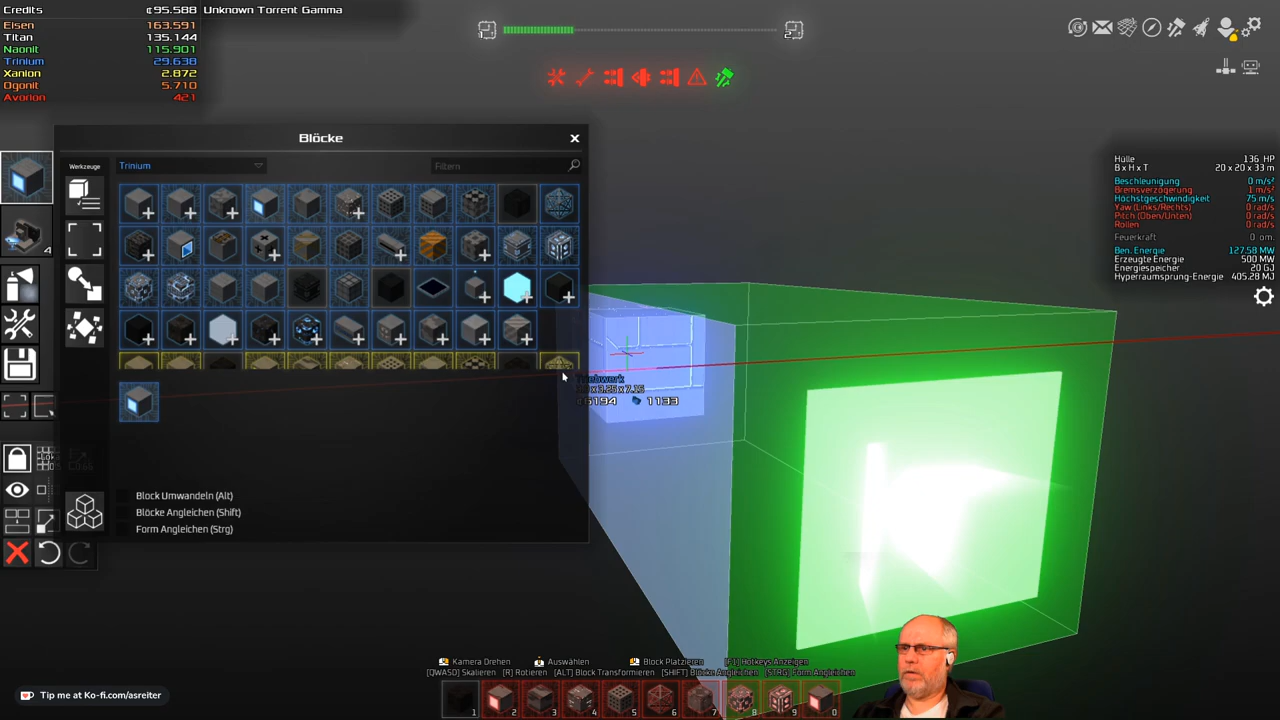 Credits ¢95.588
Unknown Torrent Gamma
Eisen 163.591
Titan 135.144
Naonit 115.901
Trinium 29.638
Xanion 2.872
Ogonit 5.710
Avorion 421
1
2
Blöcke
Werkzeuge
Trinium
Filtern
4
Hülle 136 HP
B x H x T 20 x 20 x 33 m
Beschleunigung 0 m/s²
Bremsverzögerung 1 m/s²
Höchstgeschwindigkeit 75 m/s
Yaw (Links/Rechts) 0 rad/s
Pitch (Oben/Unten) 0 rad/s
Rollen 0 rad/s
Feuerkraft 0 om.
Ben. Energie 127.58 MW
Erzeugte Energie 500 MW
Energiespeicher 20 GJ
Hyperraumsprung-Energie 405.28 MJ
Triebwerk
1133
Block Umwandeln (Alt)
Blöcke Angleichen (Shift)
Form Angleichen (Strg)
Kamera Drehen
Auswählen
Block Platzieren
[F1] Hotkeys Anzeigen
[QWASD] Skalieren
[R] Rotieren
[ALT] Block Transformieren
[SHIFT] Blöcke Angleichen
[STRG] Form Angleichen
1 2 3 4 5 6 7 8 9 0
Tip me at Ko-fi.com/asreiter